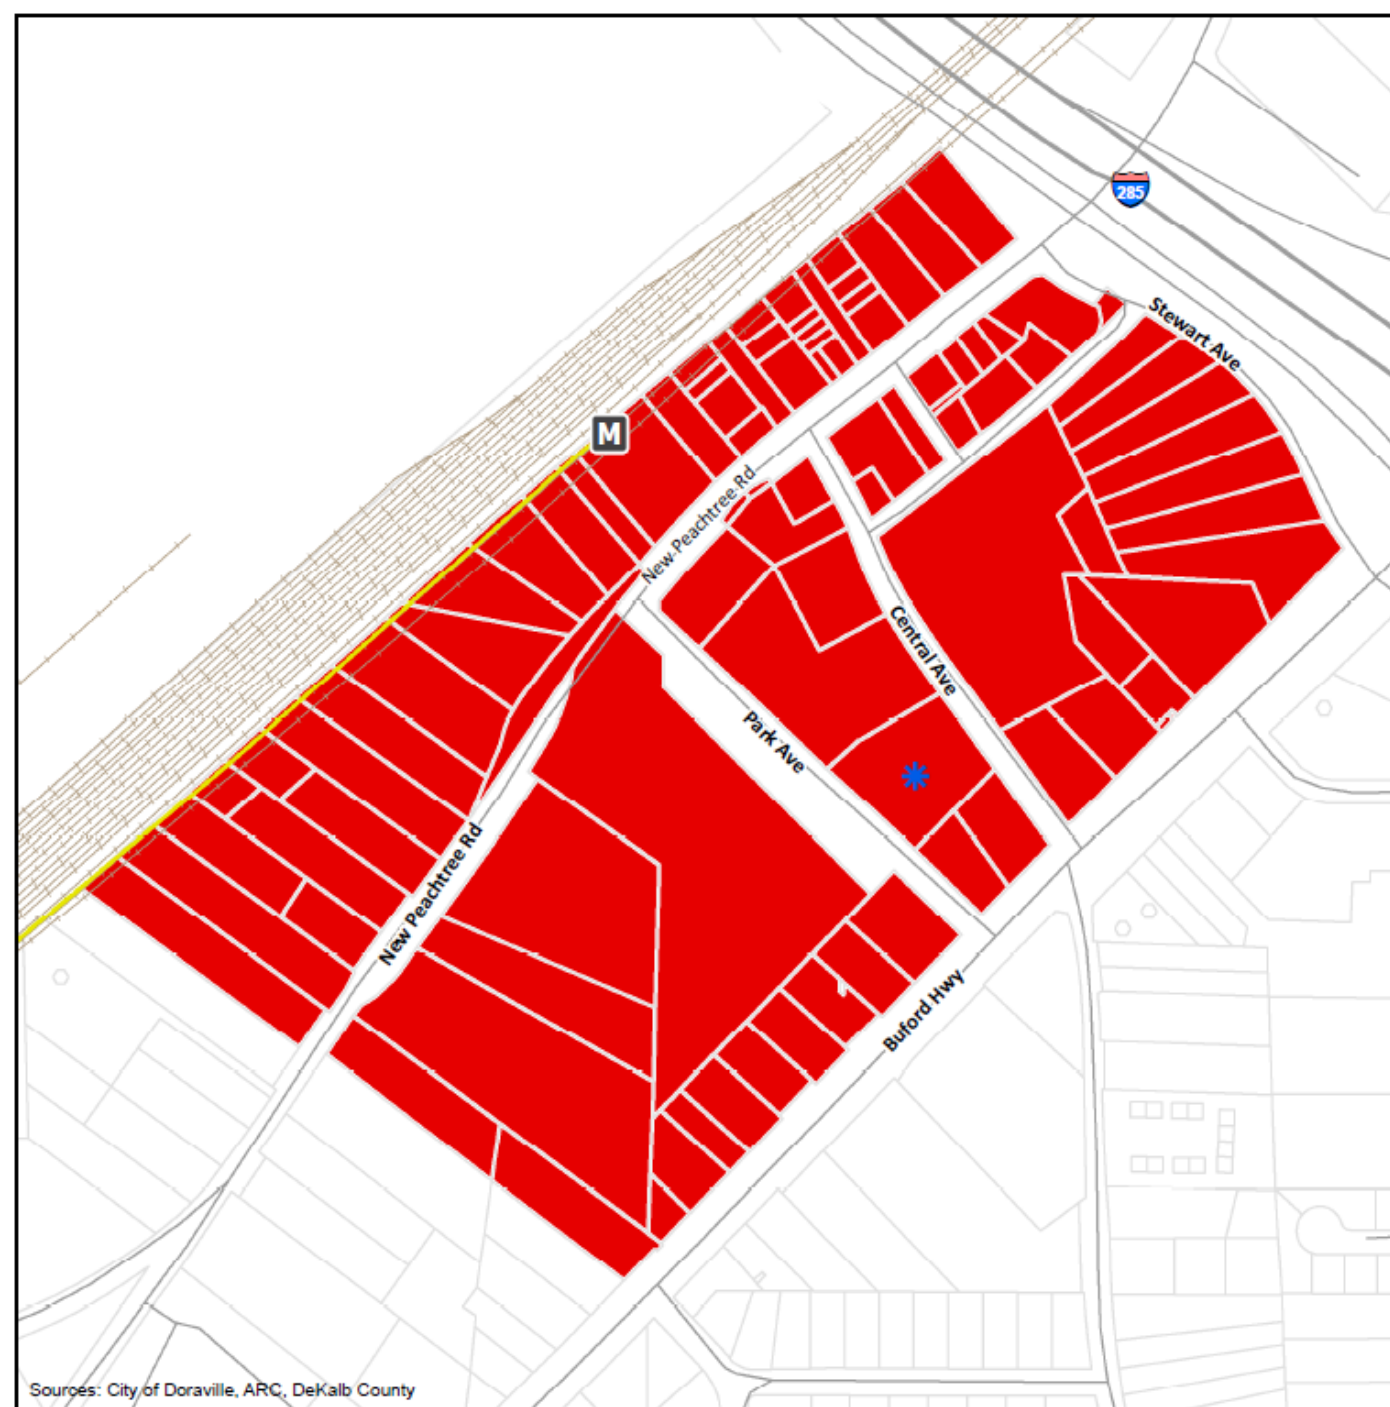 285
Stewart Ave
M
New Peachtree Rd
Central Ave
Park Ave
New Peachtree Rd
Buford Hwy
Sources: City of Doraville, ARC, DeKalb County